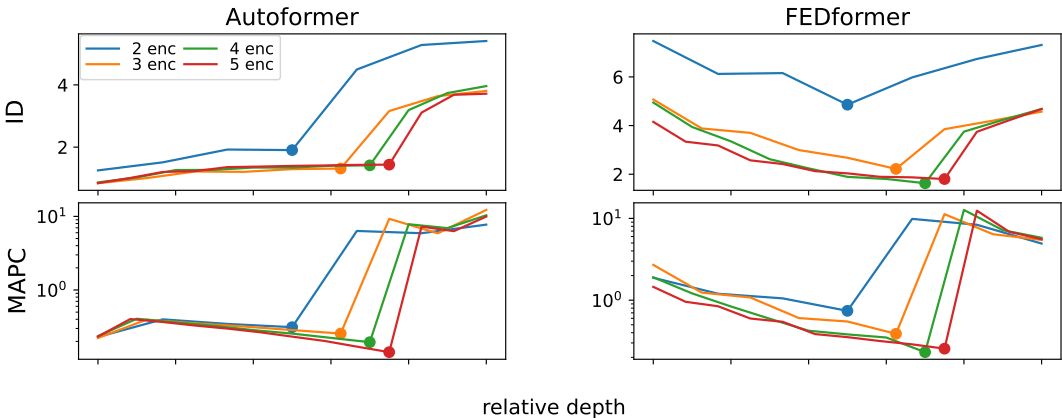 Autoformer
FEDformer
2 enc 4 enc
3 enc 5 enc
ID
4
2
6
4
2
MAPC
10¹
10⁰
10¹
10⁰
relative depth